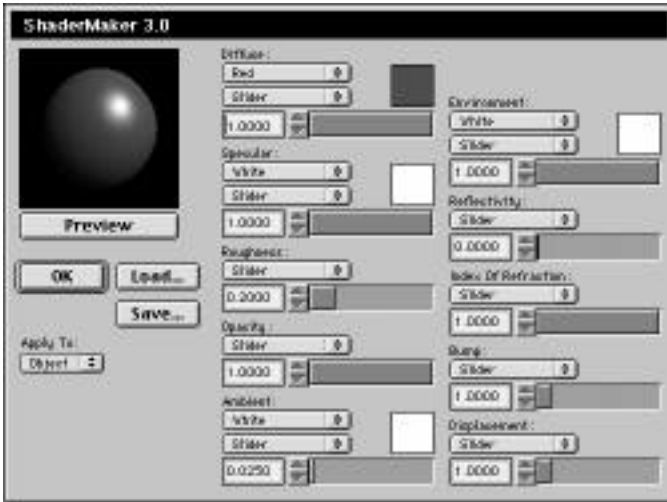 ShaderMaker 3.0
Preview
OK
Load...
Save...
Apply To:
Object
Diffuse:
Red
Slider
1.0000
Specular:
White
Slider
1.0000
Roughness:
Slider
0.2000
Opacity:
Slider
1.0000
Ambient:
White
Slider
0.0250
Environment:
White
Slider
1.0000
Reflectivity:
Slider
0.0000
Index Of Refraction:
Slider
1.0000
Bump:
Slider
1.0000
Displacement:
Slider
1.0000